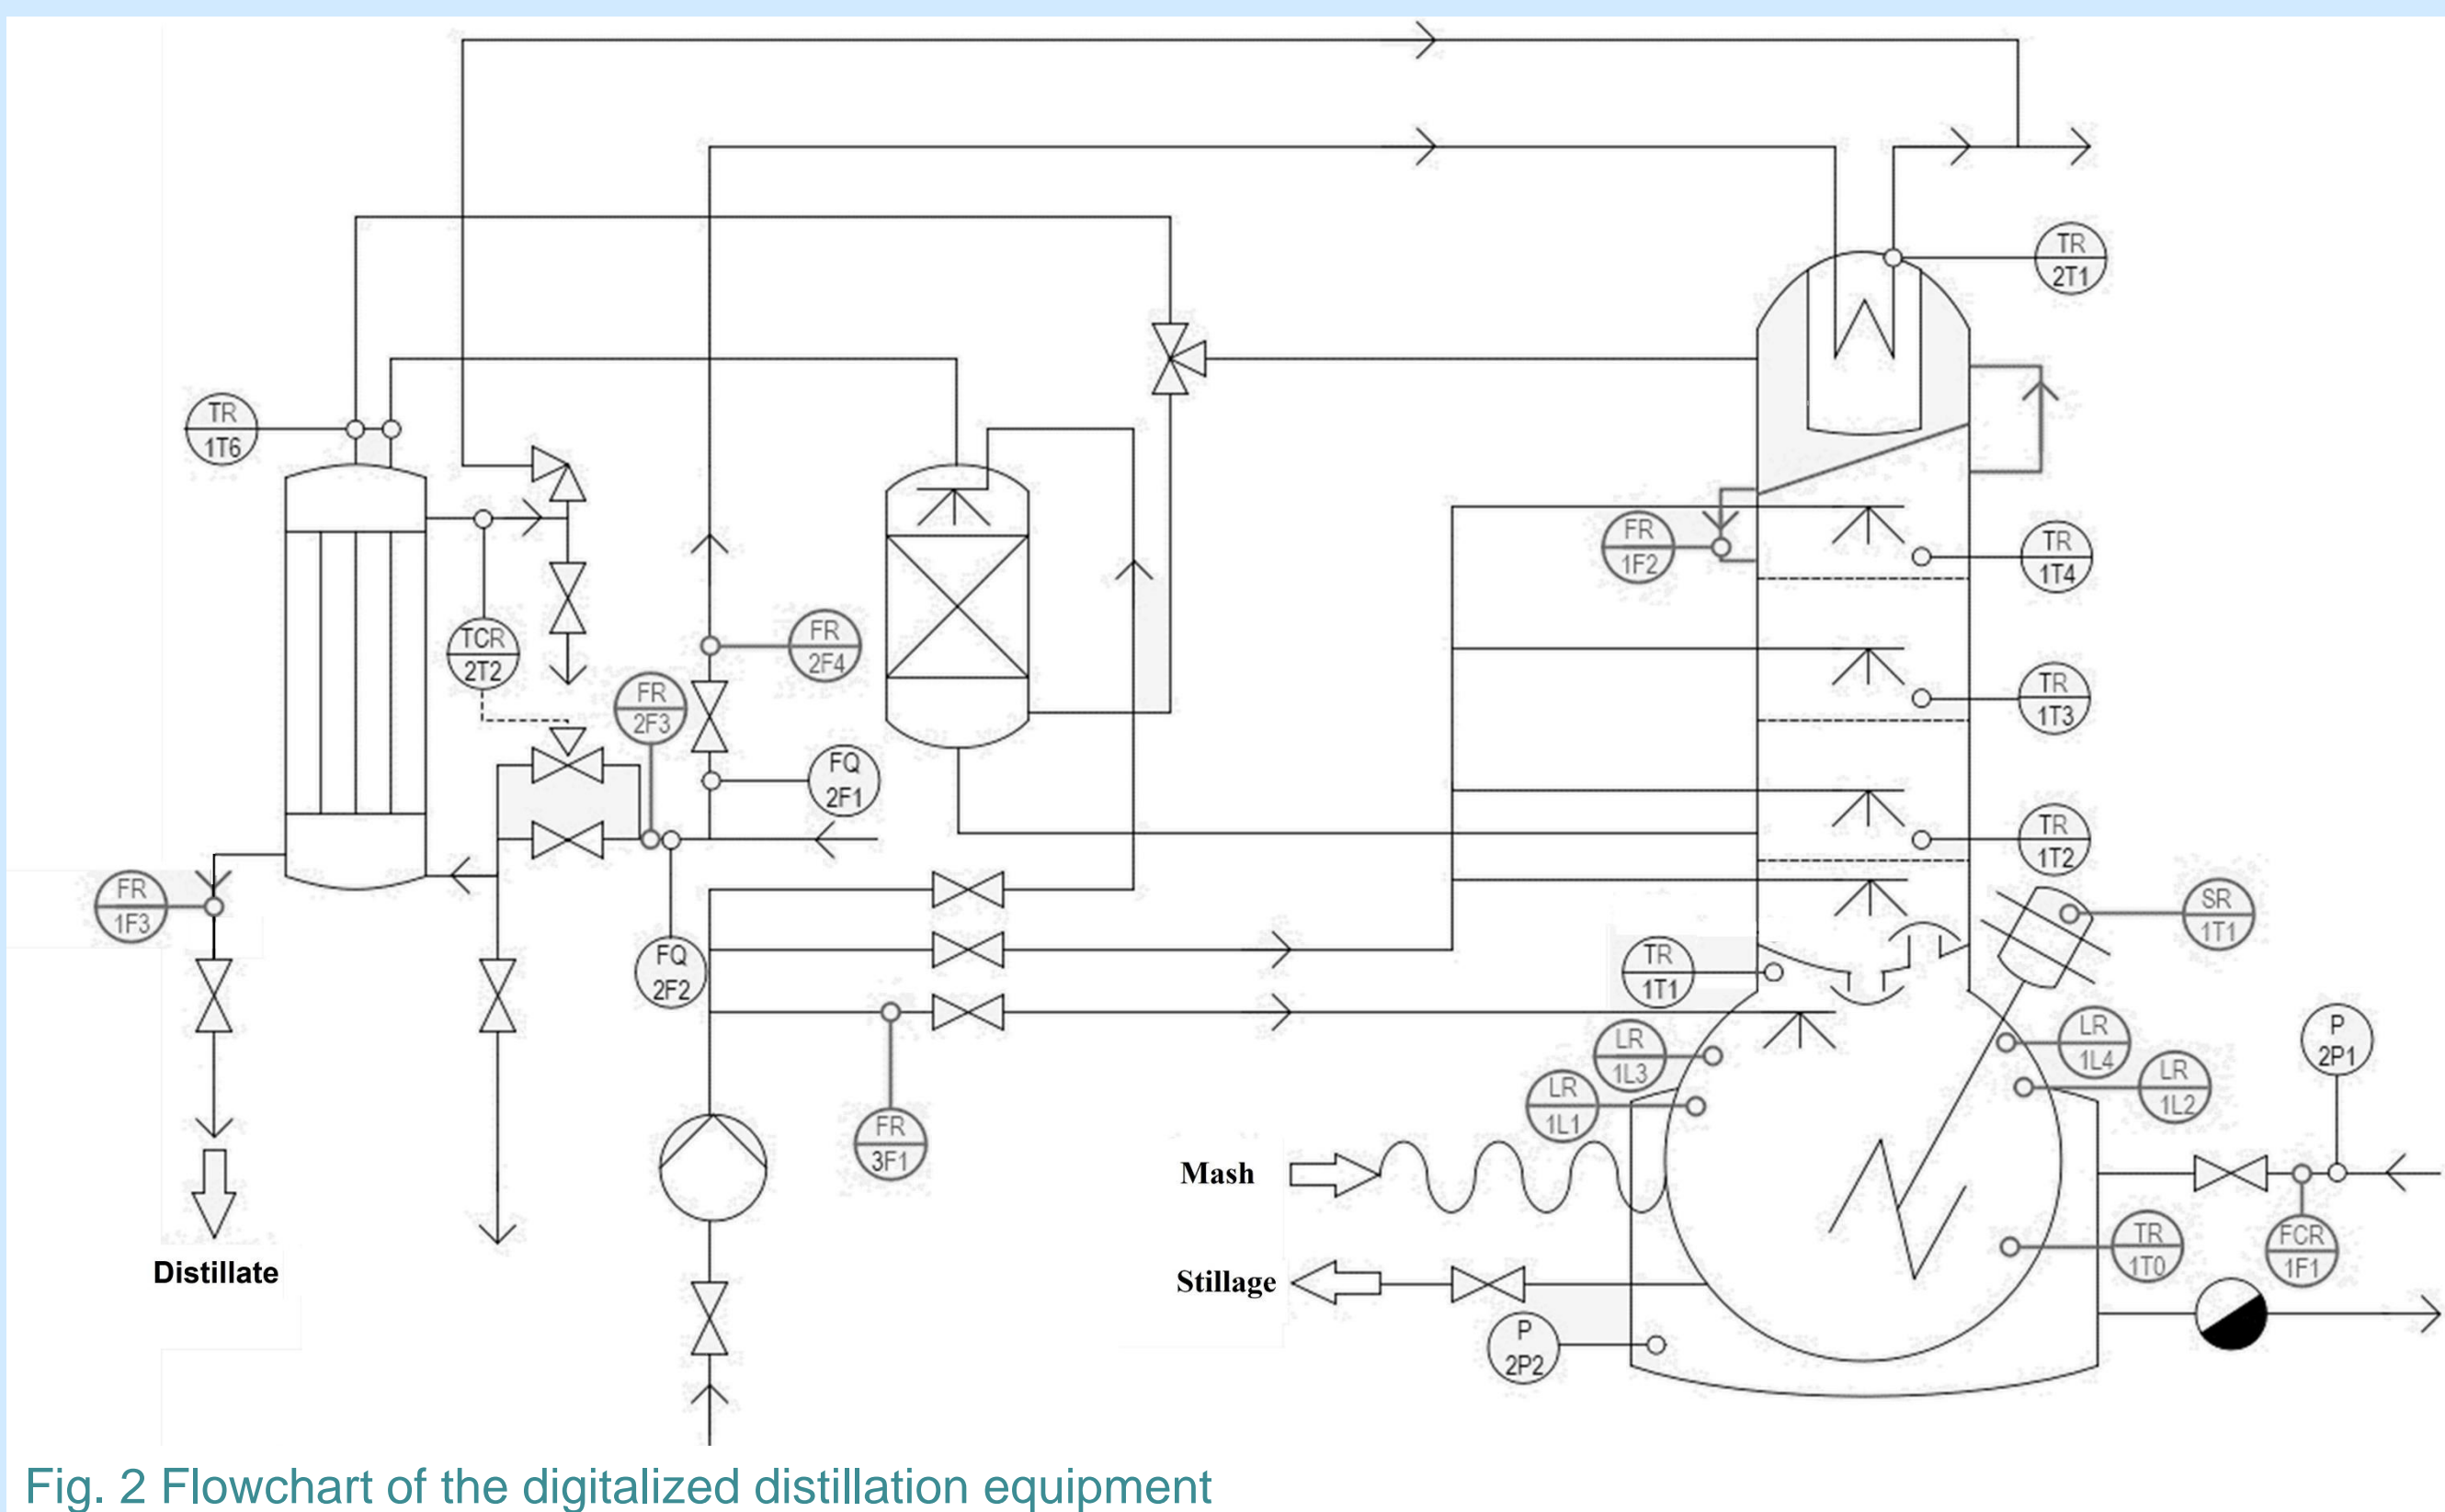 TR
2T1
TR
1T6
FR
1F2
TR
1T4
TCR
2T2
FR
2F4
FR
2F3
TR
1T3
FQ
2F1
TR
1T2
FR
1F3
SR
1T1
FQ
2F2
TR
1T1
LR
1L3
LR
1L4
P
2P1
LR
1L1
LR
1L2
FR
3F1
Mash
TR
1T0
FCR
1F1
Distillate
Stillage
P
2P2
Fig. 2 Flowchart of the digitalized distillation equipment